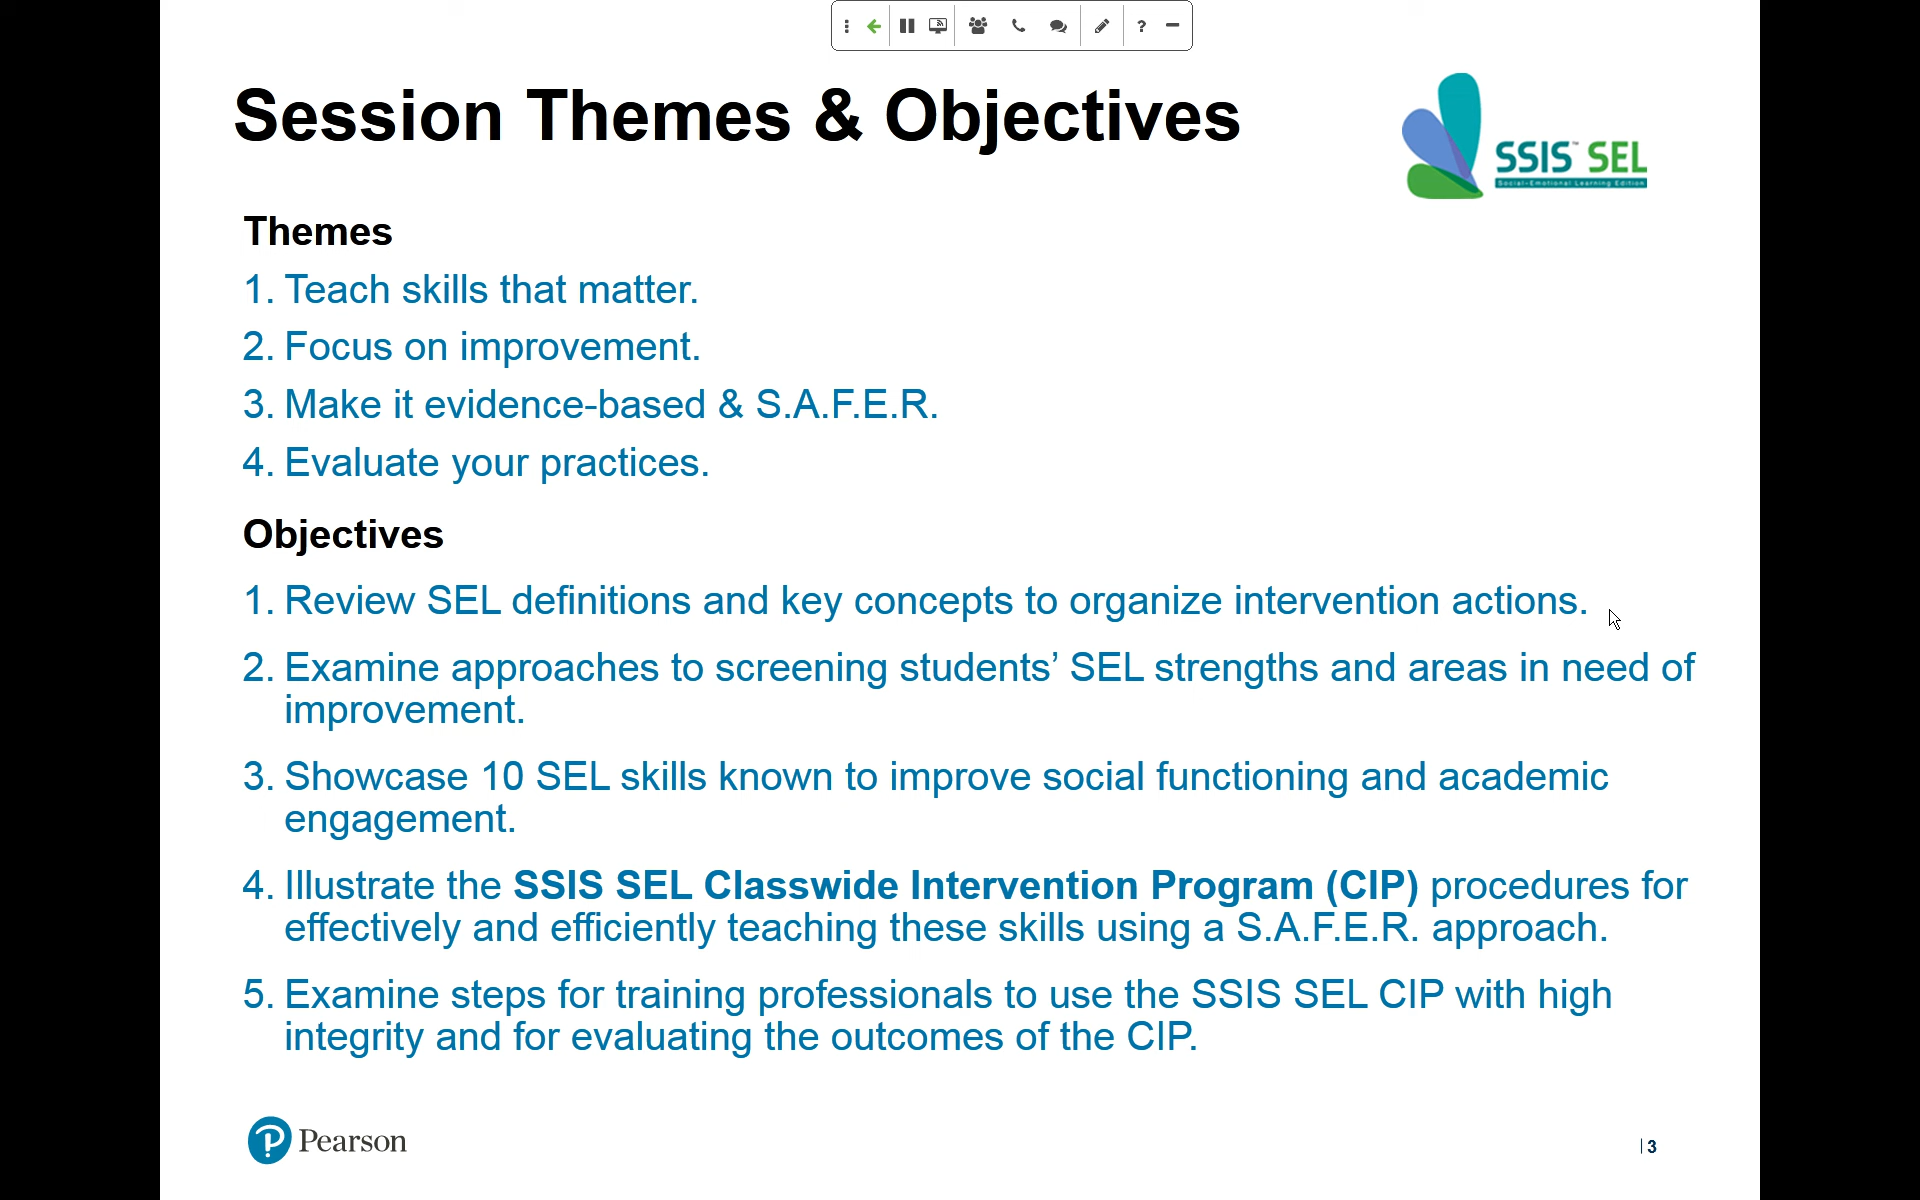 ?
Session Themes & Objectives
SSIS™ SEL
Social-Emotional Learning Edition
Themes
1. Teach skills that matter.
2. Focus on improvement.
3. Make it evidence-based & S.A.F.E.R.
4. Evaluate your practices.
Objectives
1. Review SEL definitions and key concepts to organize intervention actions.
2. Examine approaches to screening students’ SEL strengths and areas in need of
improvement.
3. Showcase 10 SEL skills known to improve social functioning and academic
engagement.
4. Illustrate the SSIS SEL Classwide Intervention Program (CIP) procedures for
effectively and efficiently teaching these skills using a S.A.F.E.R. approach.
5. Examine steps for training professionals to use the SSIS SEL CIP with high
integrity and for evaluating the outcomes of the CIP.
Pearson
| 3